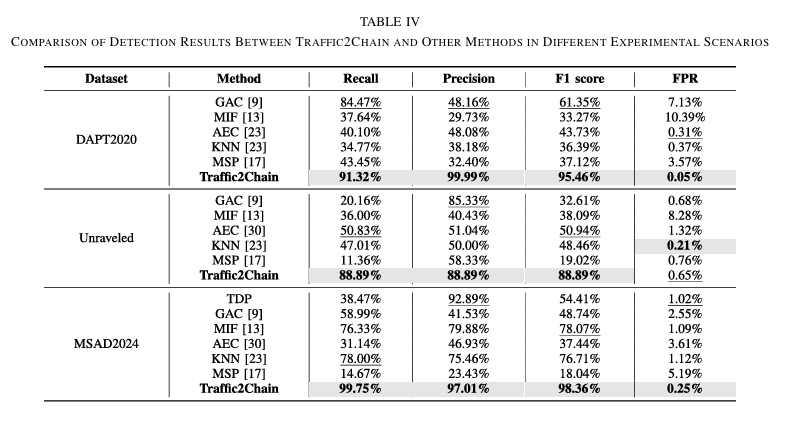 TABLE IV
COMPARISON OF DETECTION RESULTS BETWEEN TRAFFIC2CHAIN AND OTHER METHODS IN DIFFERENT EXPERIMENTAL SCENARIOS
Dataset Method Recall Precision F1 score FPR
DAPT2020
GAC [9] 84.47% 48.16% 61.35% 7.13%
MIF [13] 37.64% 29.73% 33.27% 10.39%
AEC [23] 40.10% 48.08% 43.73% 0.31%
KNN [23] 34.77% 38.18% 36.39% 0.37%
MSP [17] 43.45% 32.40% 37.12% 3.57%
Traffic2Chain 91.32% 99.99% 95.46% 0.05%
Unraveled
GAC [9] 20.16% 85.33% 32.61% 0.68%
MIF [13] 36.00% 40.43% 38.09% 8.28%
AEC [30] 50.83% 51.04% 50.94% 1.32%
KNN [23] 47.01% 50.00% 48.46% 0.21%
MSP [17] 11.36% 58.33% 19.02% 0.76%
Traffic2Chain 88.89% 88.89% 88.89% 0.65%
MSAD2024
TDP 38.47% 92.89% 54.41% 1.02%
GAC [9] 58.99% 41.53% 48.74% 2.55%
MIF [13] 76.33% 79.88% 78.07% 1.09%
AEC [30] 31.14% 46.93% 37.44% 3.61%
KNN [23] 78.00% 75.46% 76.71% 1.12%
MSP [17] 14.67% 23.43% 18.04% 5.19%
Traffic2Chain 99.75% 97.01% 98.36% 0.25%